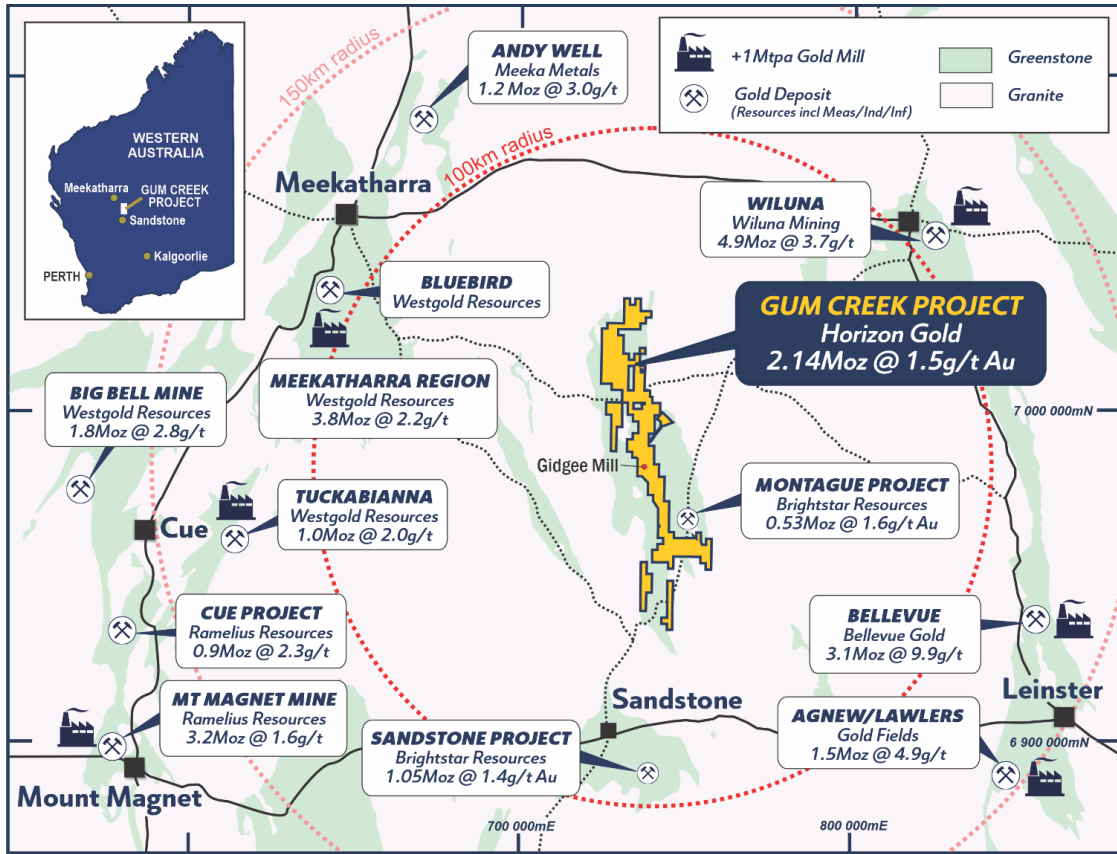 WESTERN
AUSTRALIA
Meekatharra
GUM CREEK
PROJECT
Sandstone
Kalgoorlie
PERTH
150km radius
100km radius
ANDY WELL
Meeka Metals
1.2 Moz @ 3.0g/t
+1Mtpa Gold Mill
Gold Deposit
(Resources incl Meas/Ind/Inf)
Greenstone
Granite
Meekatharra
WILUNA
Wiluna Mining
4.9Moz @ 3.7g/t
BLUEBIRD
Westgold Resources
GUM CREEK PROJECT
Horizon Gold
2.14Moz @ 1.5g/t Au
MEEKATHARRA REGION
Westgold Resources
3.8Moz @ 2.2g/t
BIG BELL MINE
Westgold Resources
1.8Moz @ 2.8g/t
7 000 000mN
Gidgee Mill
TUCKABIANNA
Westgold Resources
1.0Moz @ 2.0g/t
MONTAGUE PROJECT
Brightstar Resources
0.53Moz @ 1.6g/t Au
Cue
CUE PROJECT
Ramelius Resources
0.9Moz @ 2.3g/t
BELLEVUE
Bellevue Gold
3.1Moz @ 9.9g/t
MT MAGNET MINE
Ramelius Resources
3.2Moz @ 1.6g/t
Sandstone
Leinster
AGNEW/LAWLERS
Gold Fields
1.5Moz @ 4.9g/t
SANDSTONE PROJECT
Brightstar Resources
1.05Moz @ 1.4g/t Au
6 900 000mN
Mount Magnet
700 000mE
800 000mE